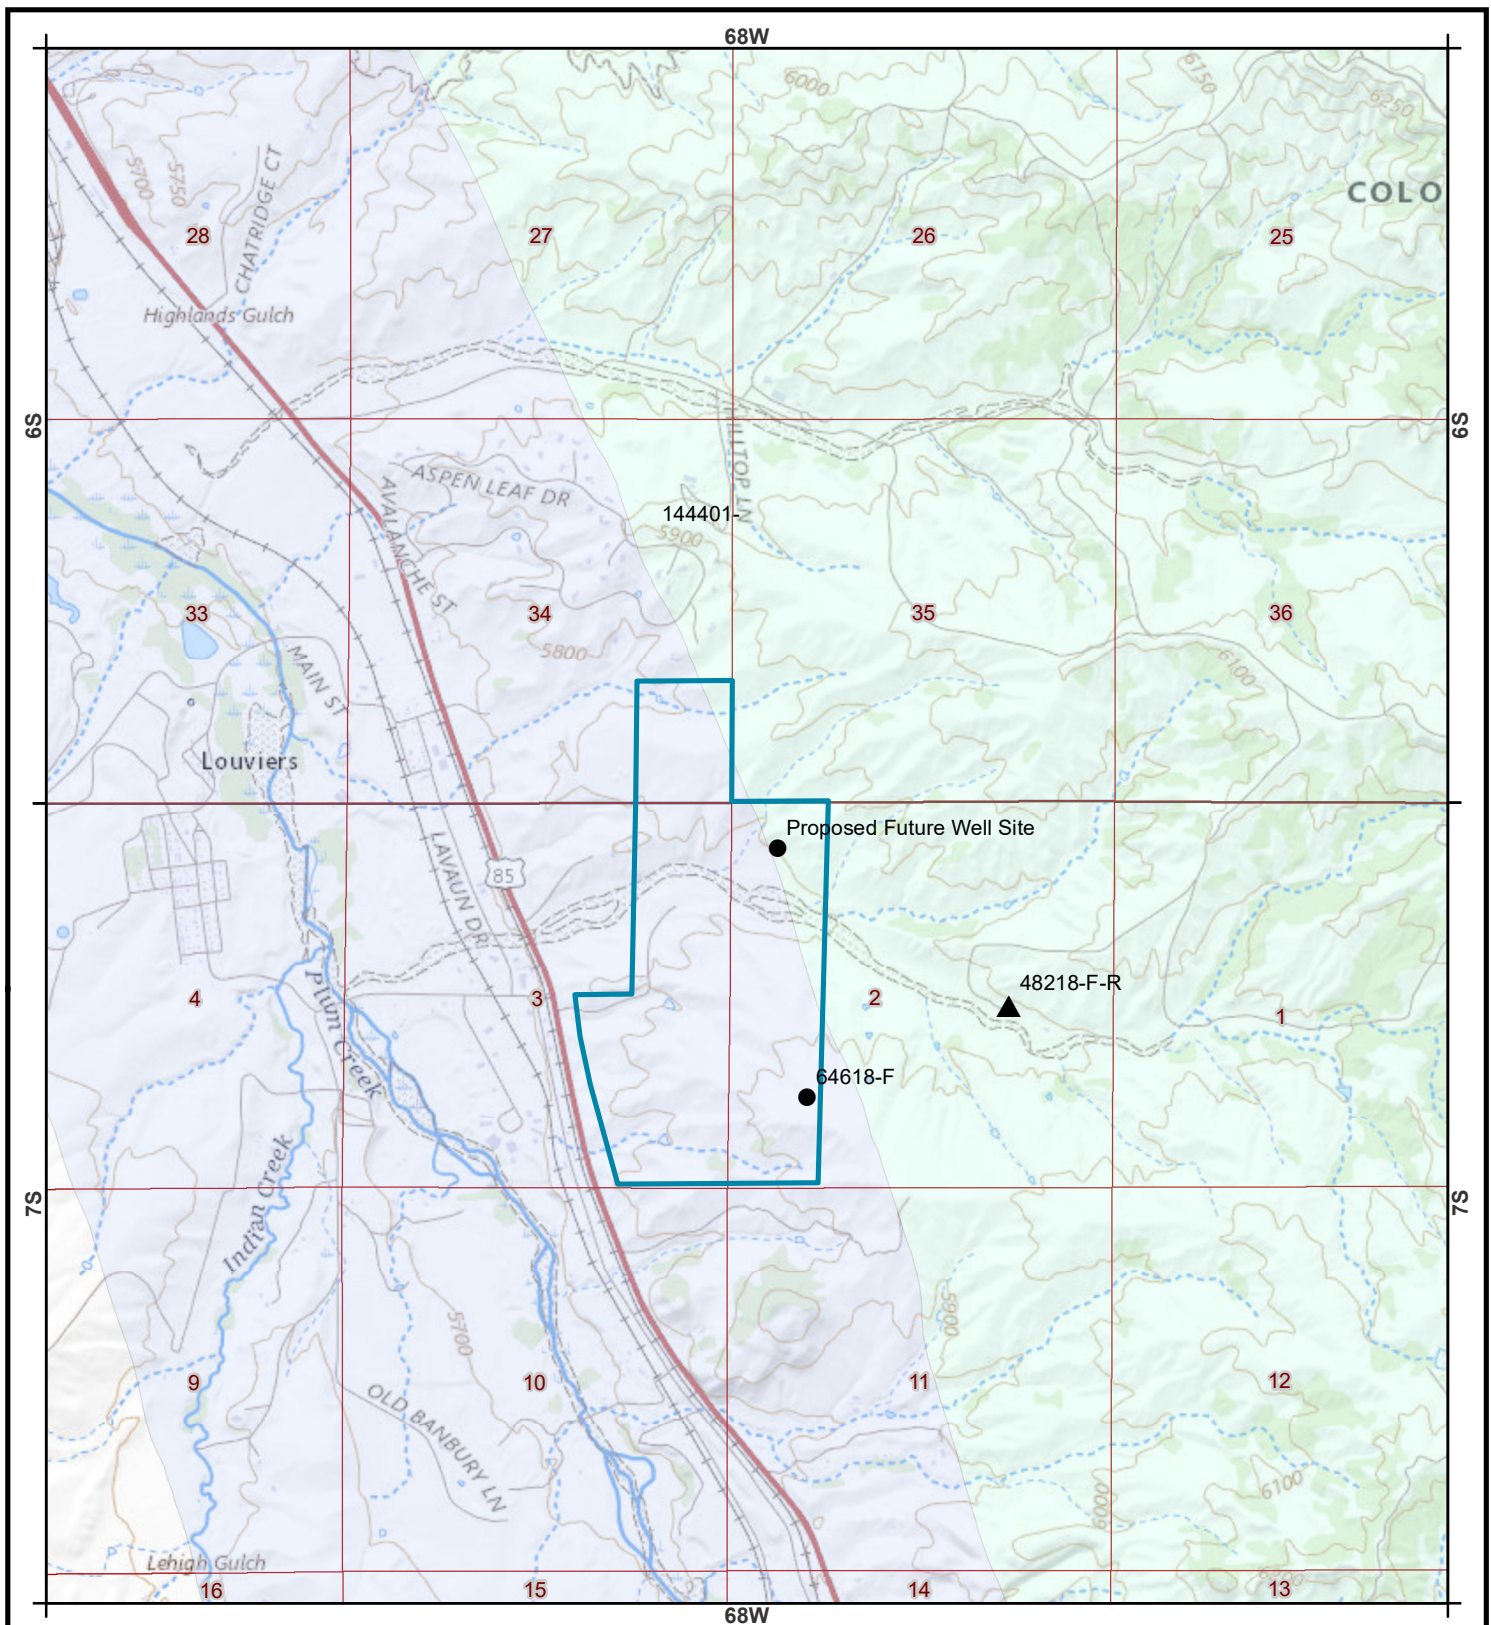 68W
6000
6150
6250
COLO
5700
5750
CHATRIDGE CT
28
27
26
25
Highlands Gulch
6S
6S
ASPEN LEAF DR
AVALANCHE ST
HILLTOP LN
144401-
5900
33
34
35
36
5800
MAIN ST
6100
Louviers
Proposed Future Well Site
85
LAVAUN DR
4
3
2
1
48218-F-R
Plum Creek
64618-F
Indian Creek
7S
7S
5900
5700
9
10
11
12
OLD BANBURY LN
6100
6000
Lehigh Gulch
16
15
14
13
68W